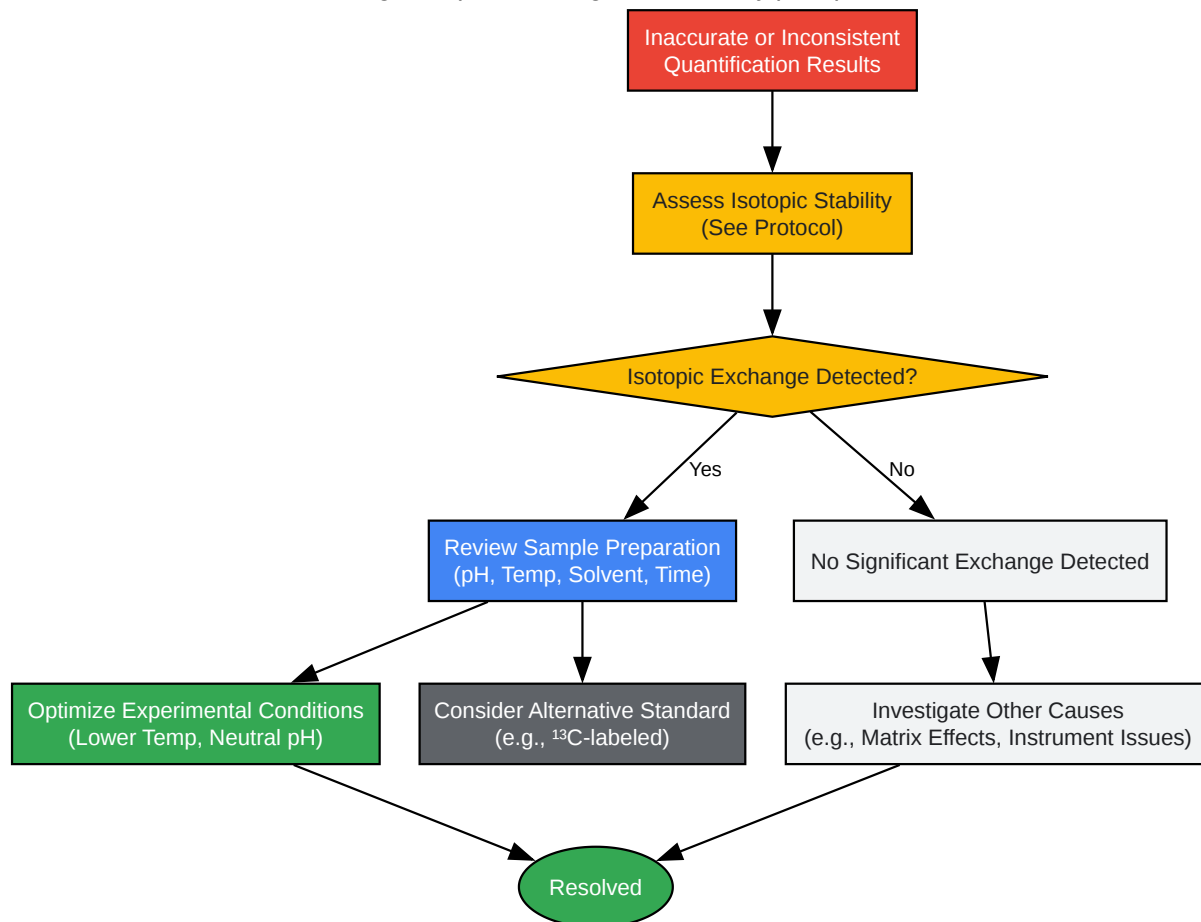 Inaccurate or Inconsistent
Quantification Results
Assess Isotopic Stability
(See Protocol)
Isotopic Exchange Detected?
Yes
No
Review Sample Preparation
(pH, Temp, Solvent, Time)
No Significant Exchange Detected
Optimize Experimental Conditions
(Lower Temp, Neutral pH)
Consider Alternative Standard
(e.g., ¹³C-labeled)
Investigate Other Causes
(e.g., Matrix Effects, Instrument Issues)
Resolved